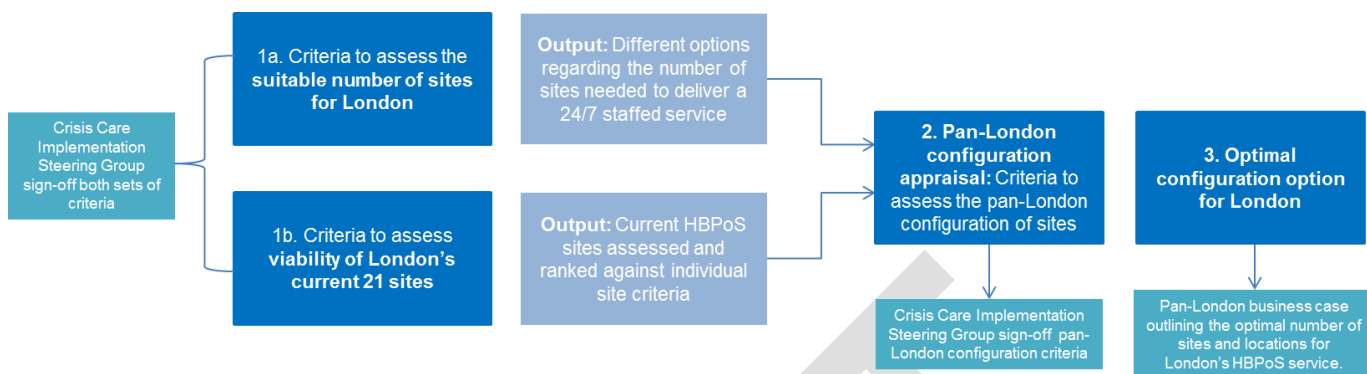 Crisis Care
Implementation
Steering Group
sign-off both sets of
criteria
1a. Criteria to assess the
suitable number of sites
for London
Output: Different options
regarding the number of
sites needed to deliver a
24/7 staffed service
1b. Criteria to assess
viability of London's
current 21 sites
Output: Current HBPoS
sites assessed and
ranked against individual
site criteria
2. Pan-London
configuration
appraisal: Criteria to
assess the pan-London
configuration of sites
Crisis Care Implementation
Steering Group sign-off pan-
London configuration criteria
3. Optimal
configuration option
for London
Pan-London business case
outlining the optimal number of
sites and locations for
London's HBPoS service.